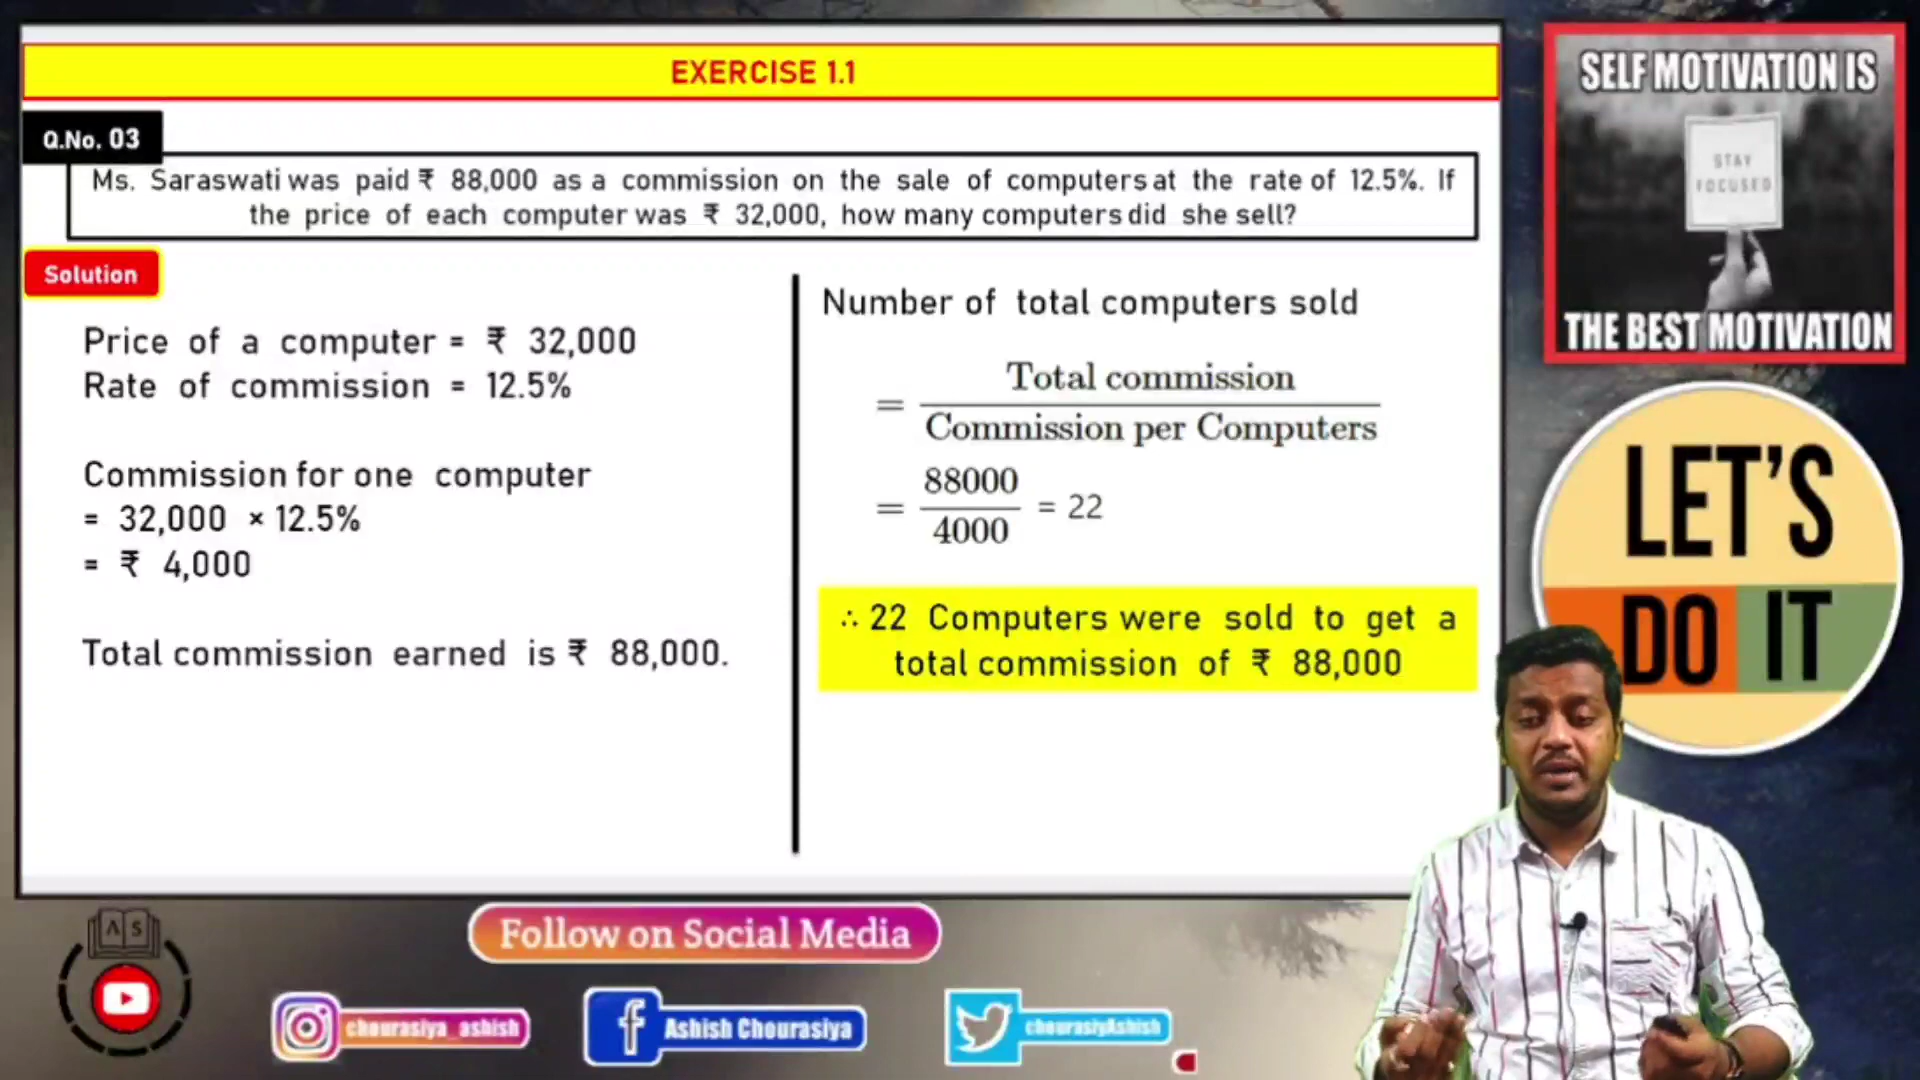 EXERCISE 1.1
Q.No. 03
Ms. Saraswati was paid ₹ 88,000 as a commission on the sale of computers at the rate of 12.5%. If
the price of each computer was ₹ 32,000, how many computers did she sell?
Solution
Price of a computer = ₹ 32,000
Rate of commission = 12.5%
Commission for one computer
= 32,000 × 12.5%
= ₹ 4,000
Total commission earned is ₹ 88,000.
Number of total computers sold
= Total commission
Commission per Computers
= 88000
4000
= 22
∴ 22 Computers were sold to get a
total commission of ₹ 88,000
SELF MOTIVATION IS
STAY
FOCUSED
THE BEST MOTIVATION
LET'S
DO IT
A S
Follow on Social Media
chourasiya_ashish
Ashish Chourasiya
chourasiyAshish